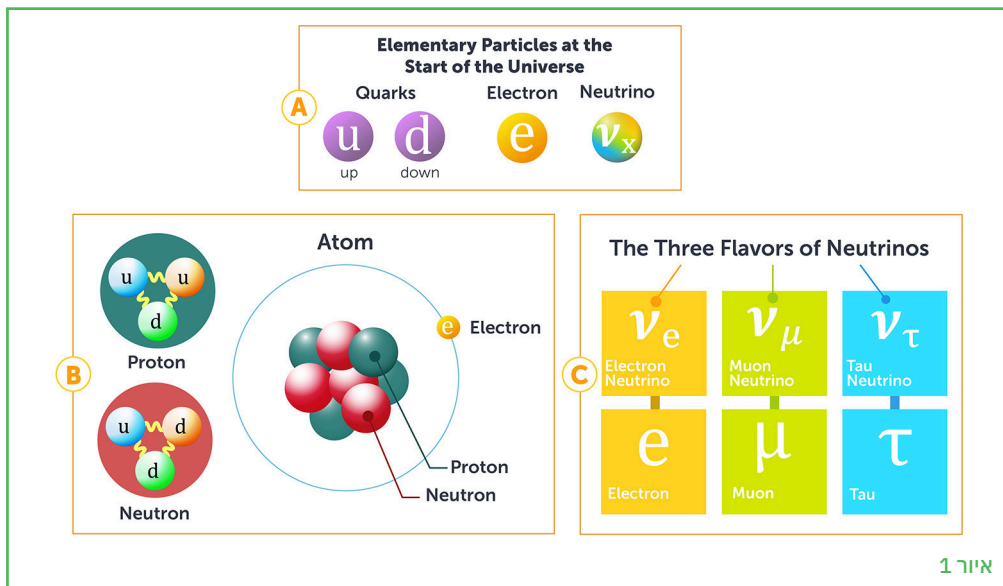 Elementary Particles at the
Start of the Universe
A
Quarks
Electron
Neutrino
u
d
e
νx
up
down
B
Atom
u
u
d
Proton
u
d
d
Neutron
e
Electron
Proton
Neutron
C
The Three Flavors of Neutrinos
νe
Electron
Neutrino
νμ
Muon
Neutrino
ντ
Tau
Neutrino
e
Electron
μ
Muon
τ
Tau
איור 1